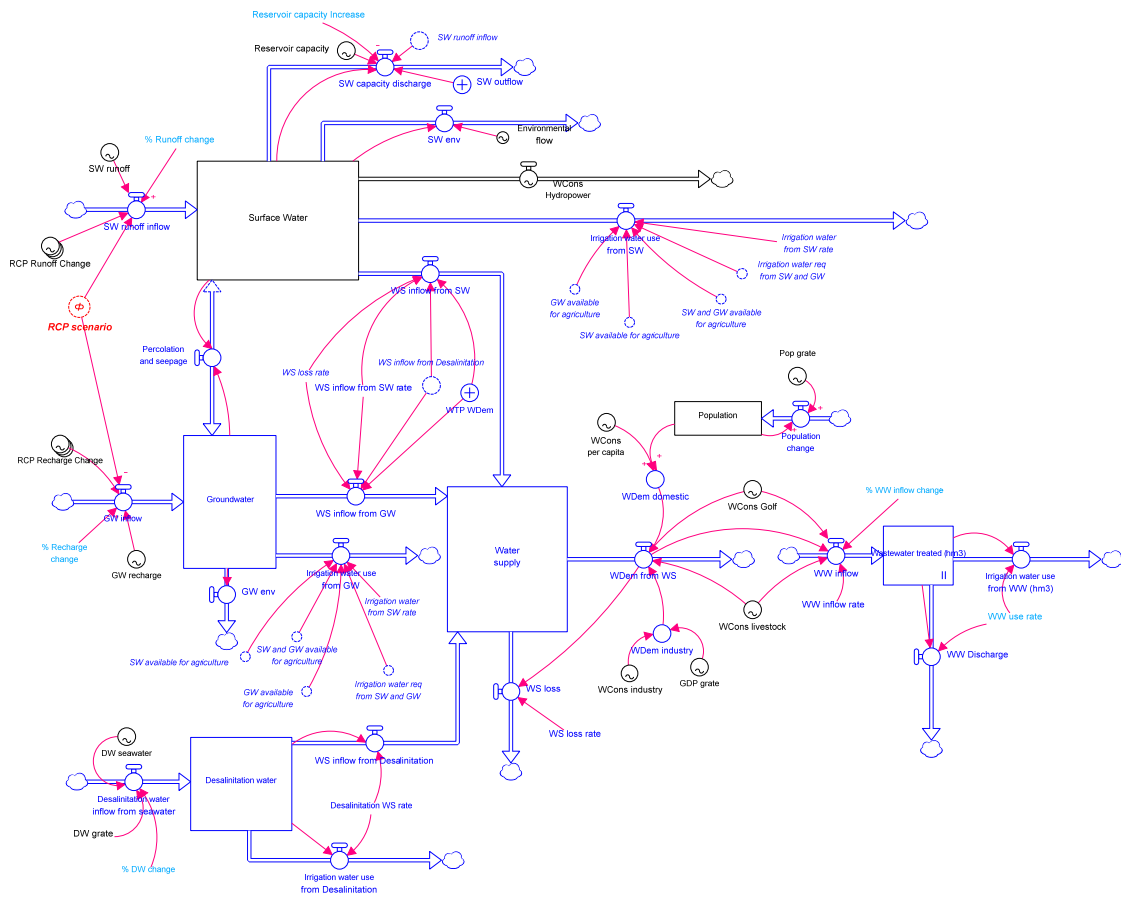 Reservoir capacity Increase
SW runoff inflow
Reservoir capacity
SW capacity discharge
SW outflow
Environmental
flow
SW env
% Runoff change
SW runoff
WCons
Hydropower
Surface Water
SW runoff inflow
Irrigation water use
from SW
Irrigation water
from SW rate
RCP Runoff Change
Irrigation water req
from SW and GW
WS inflow from SW
GW available
for agriculture
SW and GW available
for agriculture
RCP scenario
SW available for agriculture
Percolation
and seepage
WS loss rate
WS inflow from Desalinitation
WS inflow from SW rate
WTP WDem
Pop grate
Population
+
+
Population
change
WCons
per capita
+
+
RCP Recharge Change
WDem domestic
Groundwater
−
−
+
GW inflow
WS inflow from GW
WCons Golf
% WW inflow change
% Recharge
change
GW recharge
Water
supply
Irrigation water use
from GW
WDem from WS
WW inflow
Wastewater treated (hm3)
Irrigation water use
from WW (hm3)
GW env
Irrigation water
from SW rate
WW inflow rate
WW use rate
WCons livestock
SW and GW available
for agriculture
SW available for agriculture
WDem industry
WW Discharge
GW available
for agriculture
Irrigation water req
from SW and GW
WCons industry
GDP grate
WS loss
WS loss rate
DW seawater
WS inflow from Desalinitation
Desalinitation water
Desalinitation water
inflow from seawater
Desalinitation WS rate
DW grate
% DW change
Irrigation water use
from Desalinitation